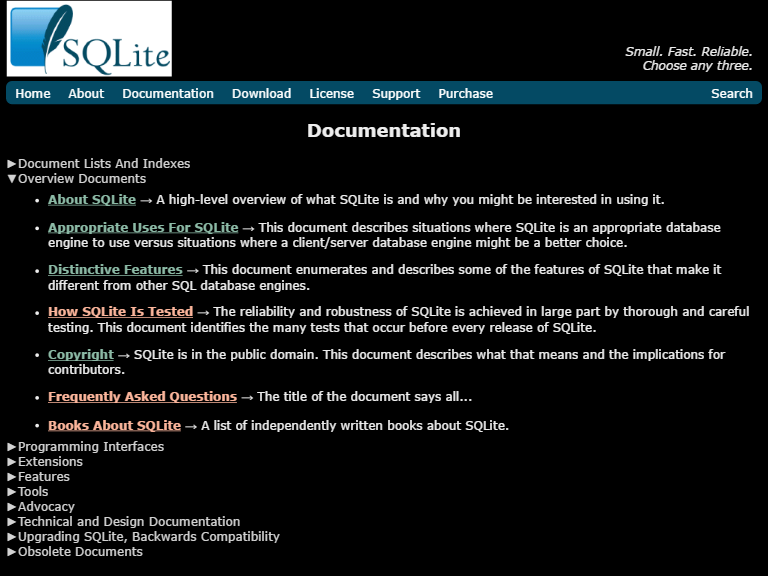 SQLite
Small. Fast. Reliable.
Choose any three.
Home About Documentation Download License Support Purchase Search
Documentation
►Document Lists And Indexes
▼Overview Documents
• About SQLite → A high-level overview of what SQLite is and why you might be interested in using it.
• Appropriate Uses For SQLite → This document describes situations where SQLite is an appropriate database
engine to use versus situations where a client/server database engine might be a better choice.
• Distinctive Features → This document enumerates and describes some of the features of SQLite that make it
different from other SQL database engines.
• How SQLite Is Tested → The reliability and robustness of SQLite is achieved in large part by thorough and careful
testing. This document identifies the many tests that occur before every release of SQLite.
• Copyright → SQLite is in the public domain. This document describes what that means and the implications for
contributors.
• Frequently Asked Questions → The title of the document says all...
• Books About SQLite → A list of independently written books about SQLite.
►Programming Interfaces
►Extensions
►Features
►Tools
►Advocacy
►Technical and Design Documentation
►Upgrading SQLite, Backwards Compatibility
►Obsolete Documents